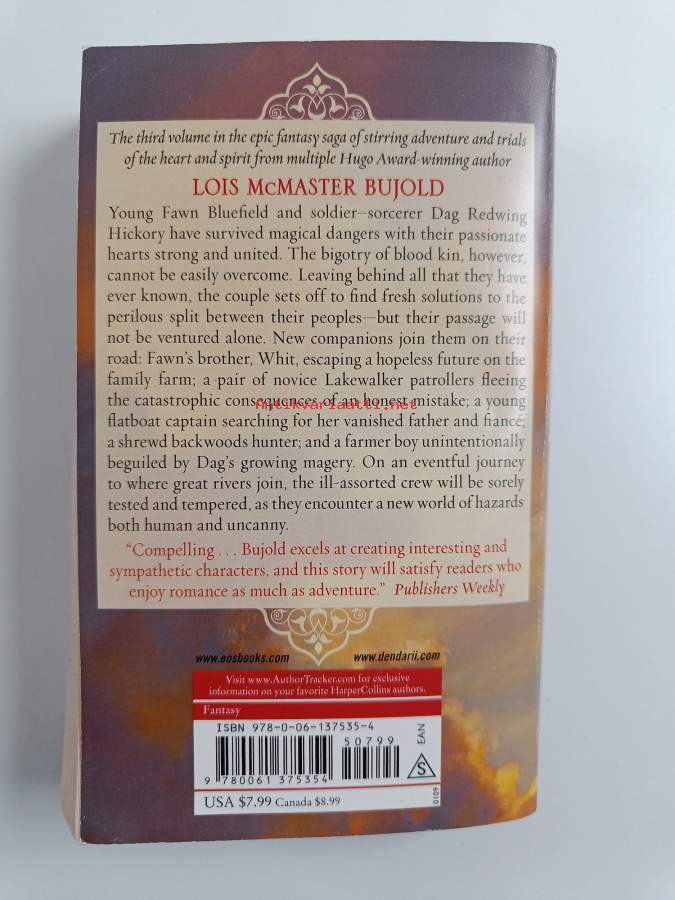 The third volume in the epic fantasy saga of stirring adventure and trials
of the heart and spirit from multiple Hugo Award-winning author
LOIS McMASTER BUJOLD
Young Fawn Bluefield and soldier–sorcerer Dag Redwing
Hickory have survived magical dangers with their passionate
hearts strong and united. The bigotry of blood kin, however,
cannot be easily overcome. Leaving behind all that they have
ever known, the couple sets off to find fresh solutions to the
perilous split between their peoples—but their passage will
not be ventured alone. New companions join them on their
road: Fawn's brother, Whit, escaping a hopeless future on the
family farm; a pair of novice Lakewalker patrollers fleeing
the catastrophic consequences of an honest mistake; a young
Antikvariaatti.net
flatboat captain searching for her vanished father and fiancé;
a shrewd backwoods hunter; and a farmer boy unintentionally
beguiled by Dag's growing magery. On an eventful journey
to where great rivers join, the ill-assorted crew will be sorely
tested and tempered, as they encounter a new world of hazards
both human and uncanny.
"Compelling . . . Bujold excels at creating interesting and
sympathetic characters, and this story will satisfy readers who
enjoy romance as much as adventure." Publishers Weekly
www.eosbooks.com www.dendarii.com
Visit www.AuthorTracker.com for exclusive
information on your favorite HarperCollins authors.
Fantasy
ISBN 978-0-06-137535-4
50799
EAN
S
9 780061 375354
0109
USA $7.99 Canada $8.99